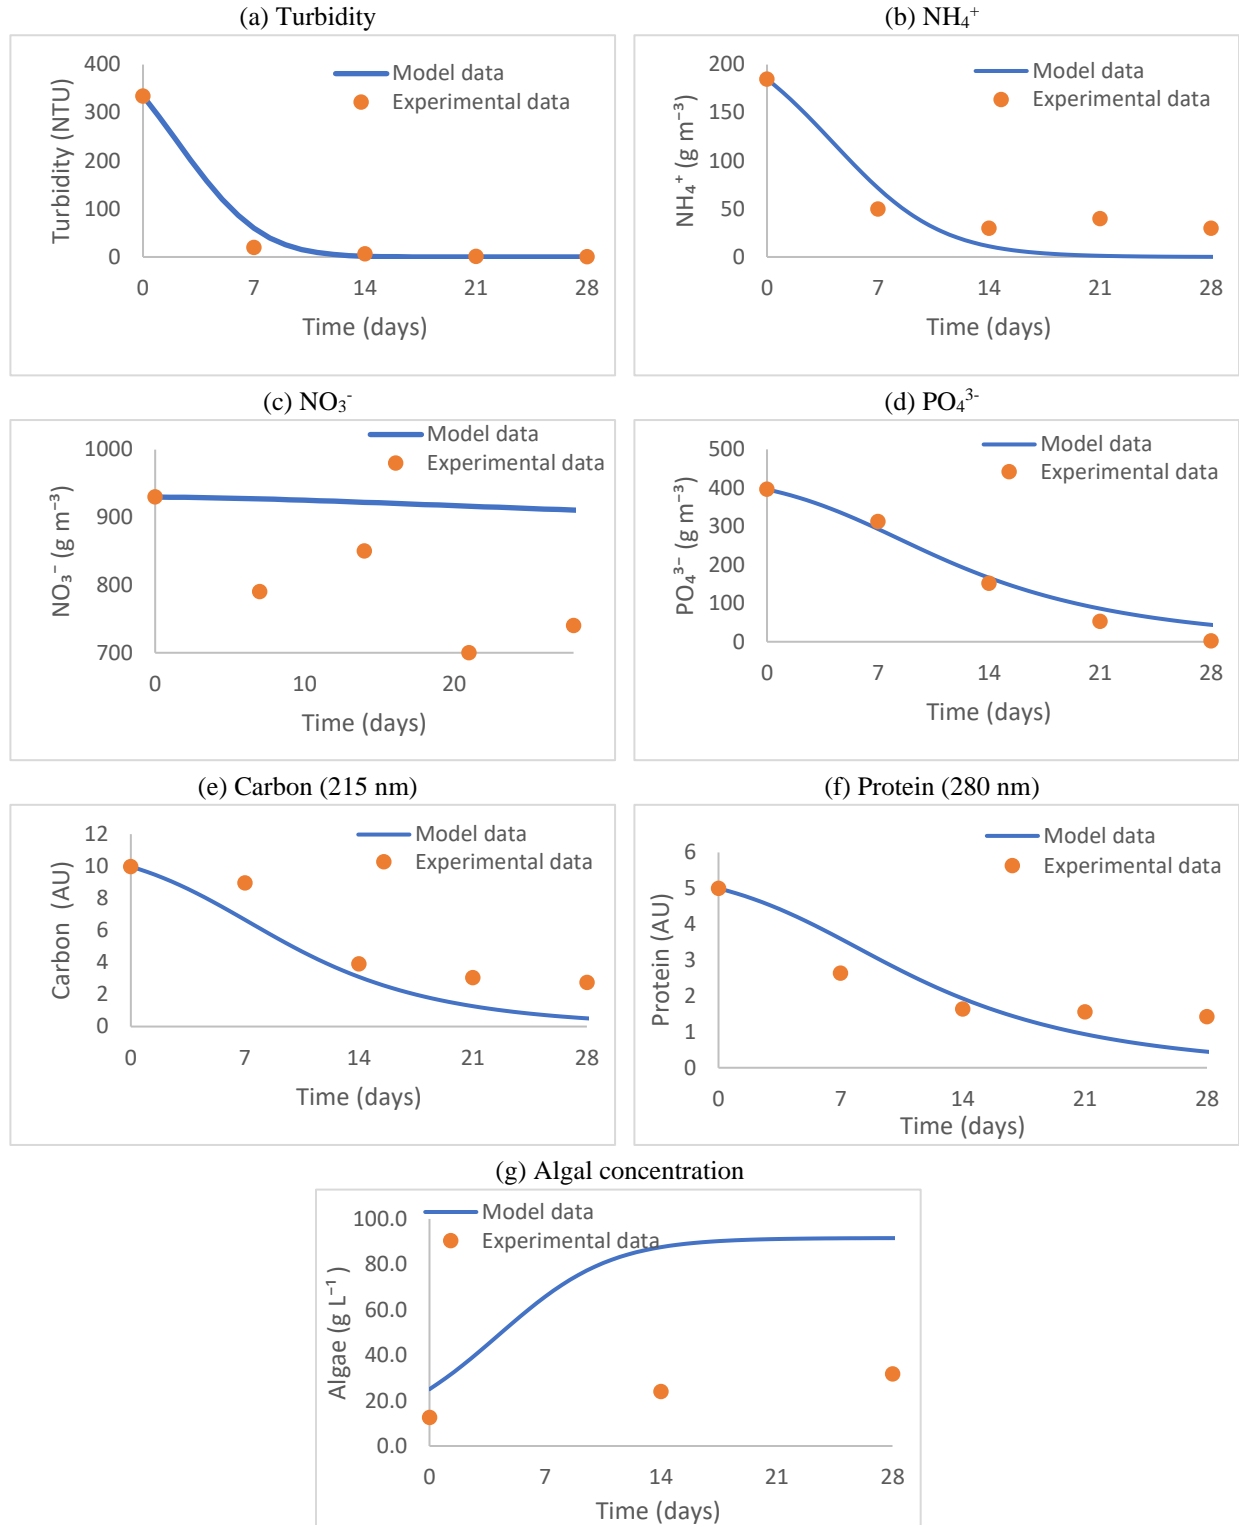 (a) Turbidity
Turbidity (NTU)
400
300
200
100
0
0 7 14 21 28
Time (days)
Model data
Experimental data
(b) NH₄⁺
NH₄⁺ (g m⁻³)
200
150
100
50
0
0 7 14 21 28
Time (days)
Model data
Experimental data
(c) NO₃⁻
NO₃⁻ (g m⁻³)
1000
900
800
700
0 10 20
Time (days)
Model data
Experimental data
(d) PO₄³⁻
PO₄³⁻ (g m⁻³)
500
400
300
200
100
0
0 7 14 21 28
Time (days)
Model data
Experimental data
(e) Carbon (215 nm)
Carbon (AU)
12
10
8
6
4
2
0
0 7 14 21 28
Time (days)
Model data
Experimental data
(f) Protein (280 nm)
Protein (AU)
6
5
4
3
2
1
0
0 7 14 21 28
Time (days)
Model data
Experimental data
(g) Algal concentration
Algae (g L⁻¹ )
100.0
80.0
60.0
40.0
20.0
0.0
0 7 14 21 28
Time (days)
Model data
Experimental data